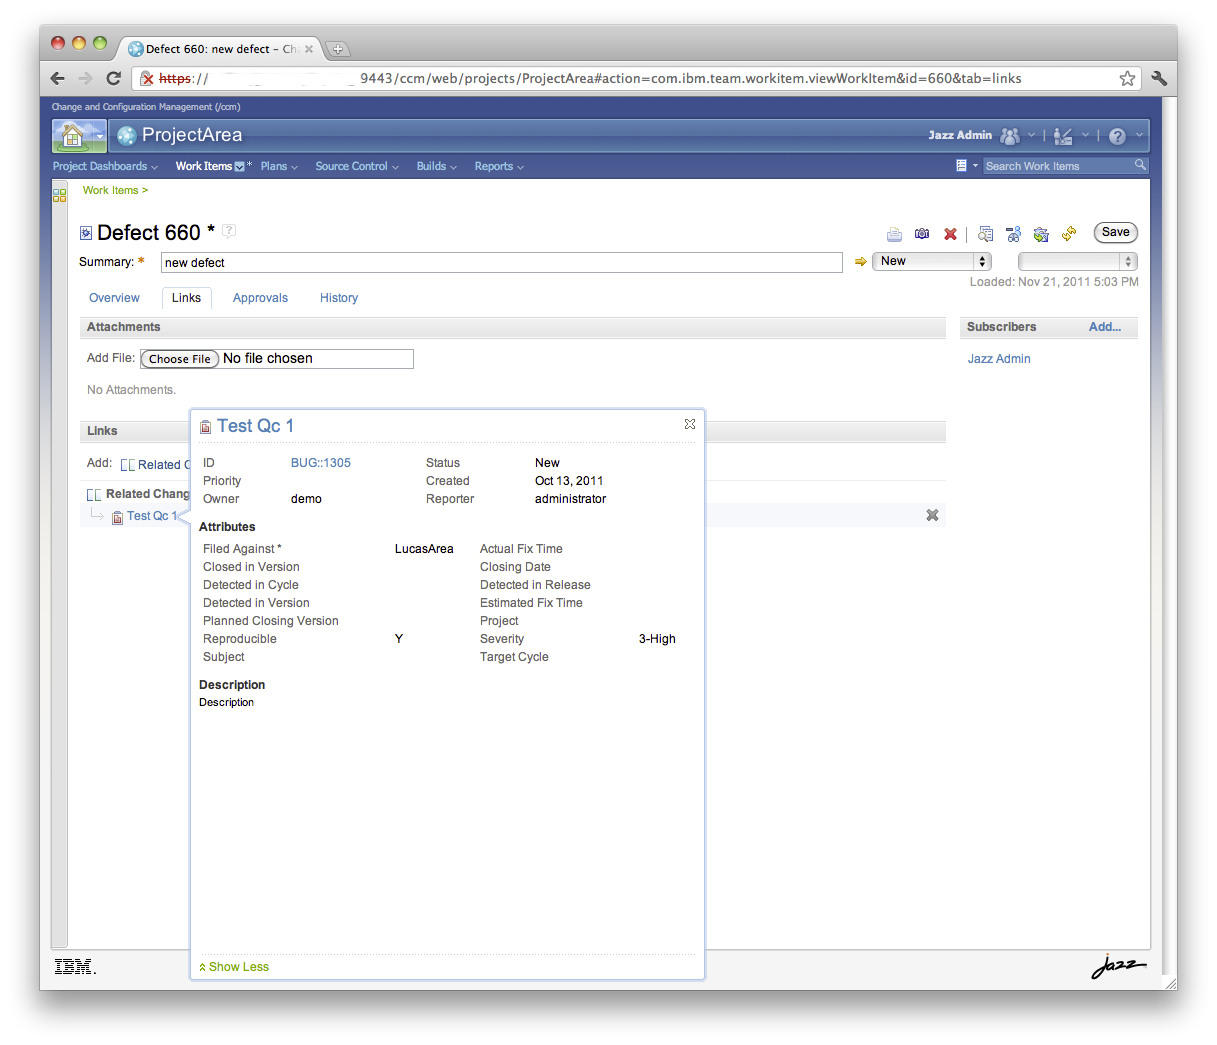 Defect 660: new defect – Ch
https:// 9443/ccm/web/projects/ProjectArea#action=com.ibm.team.workitem.viewWorkItem&id=660&tab=links
Change and Configuration Management (/ccm)
ProjectArea
Jazz Admin
Project Dashboards Work Items * Plans Source Control Builds Reports
Search Work Items
Work Items >
Defect 660 * ?
Save
Summary: * new defect
New
Loaded: Nov 21, 2011 5:03 PM
Overview Links Approvals History
Attachments
Subscribers Add...
Add File: Choose File No file chosen
Jazz Admin
No Attachments.
Links
Add: Related C
Related Chang
Test Qc 1
Test Qc 1
ID BUG::1305 Status New
Priority Created Oct 13, 2011
Owner demo Reporter administrator
Attributes
Filed Against * LucasArea Actual Fix Time
Closed in Version Closing Date
Detected in Cycle Detected in Release
Detected in Version Estimated Fix Time
Planned Closing Version Project
Reproducible Y Severity 3-High
Subject Target Cycle
Description
Description
Show Less
IBM.
jazz